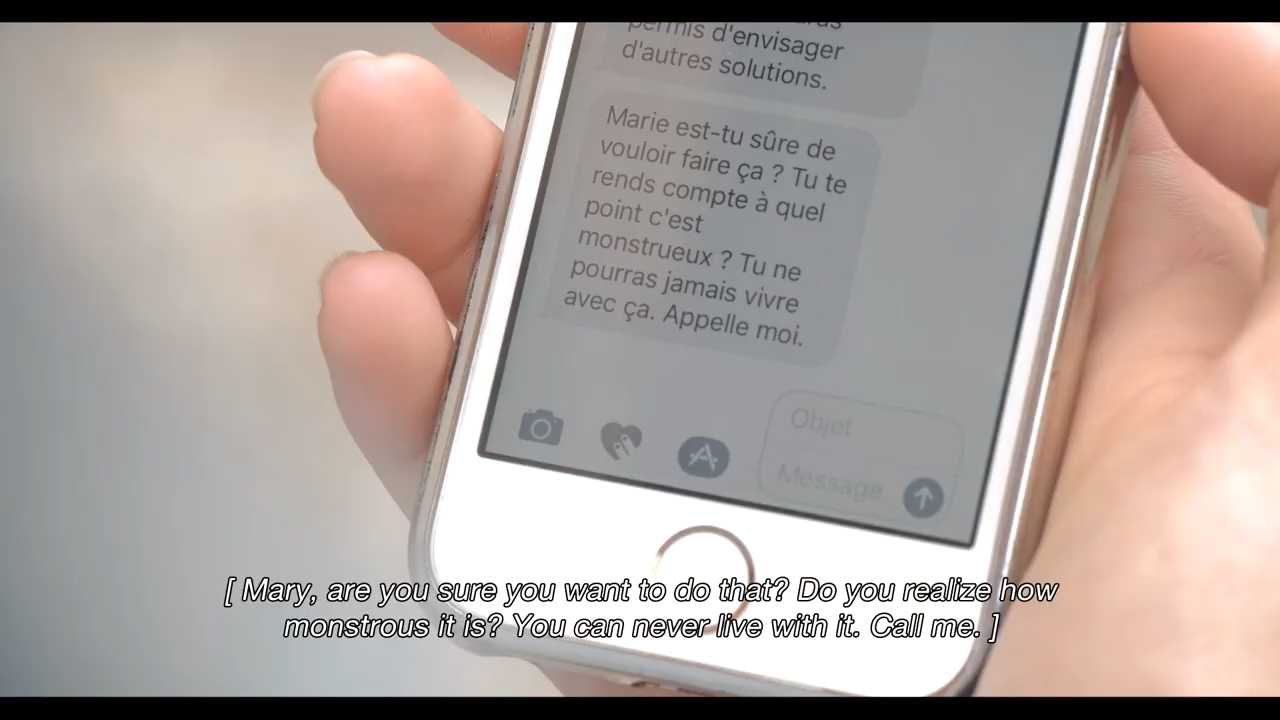 permis d'envisager
d'autres solutions.
Marie est-tu sûre de
vouloir faire ça ? Tu te
rends compte à quel
point c'est
monstrueux ? Tu ne
pourras jamais vivre
avec ça. Appelle moi.
Objet
Message
[ Mary, are you sure you want to do that? Do you realize how
monstrous it is? You can never live with it. Call me. ]